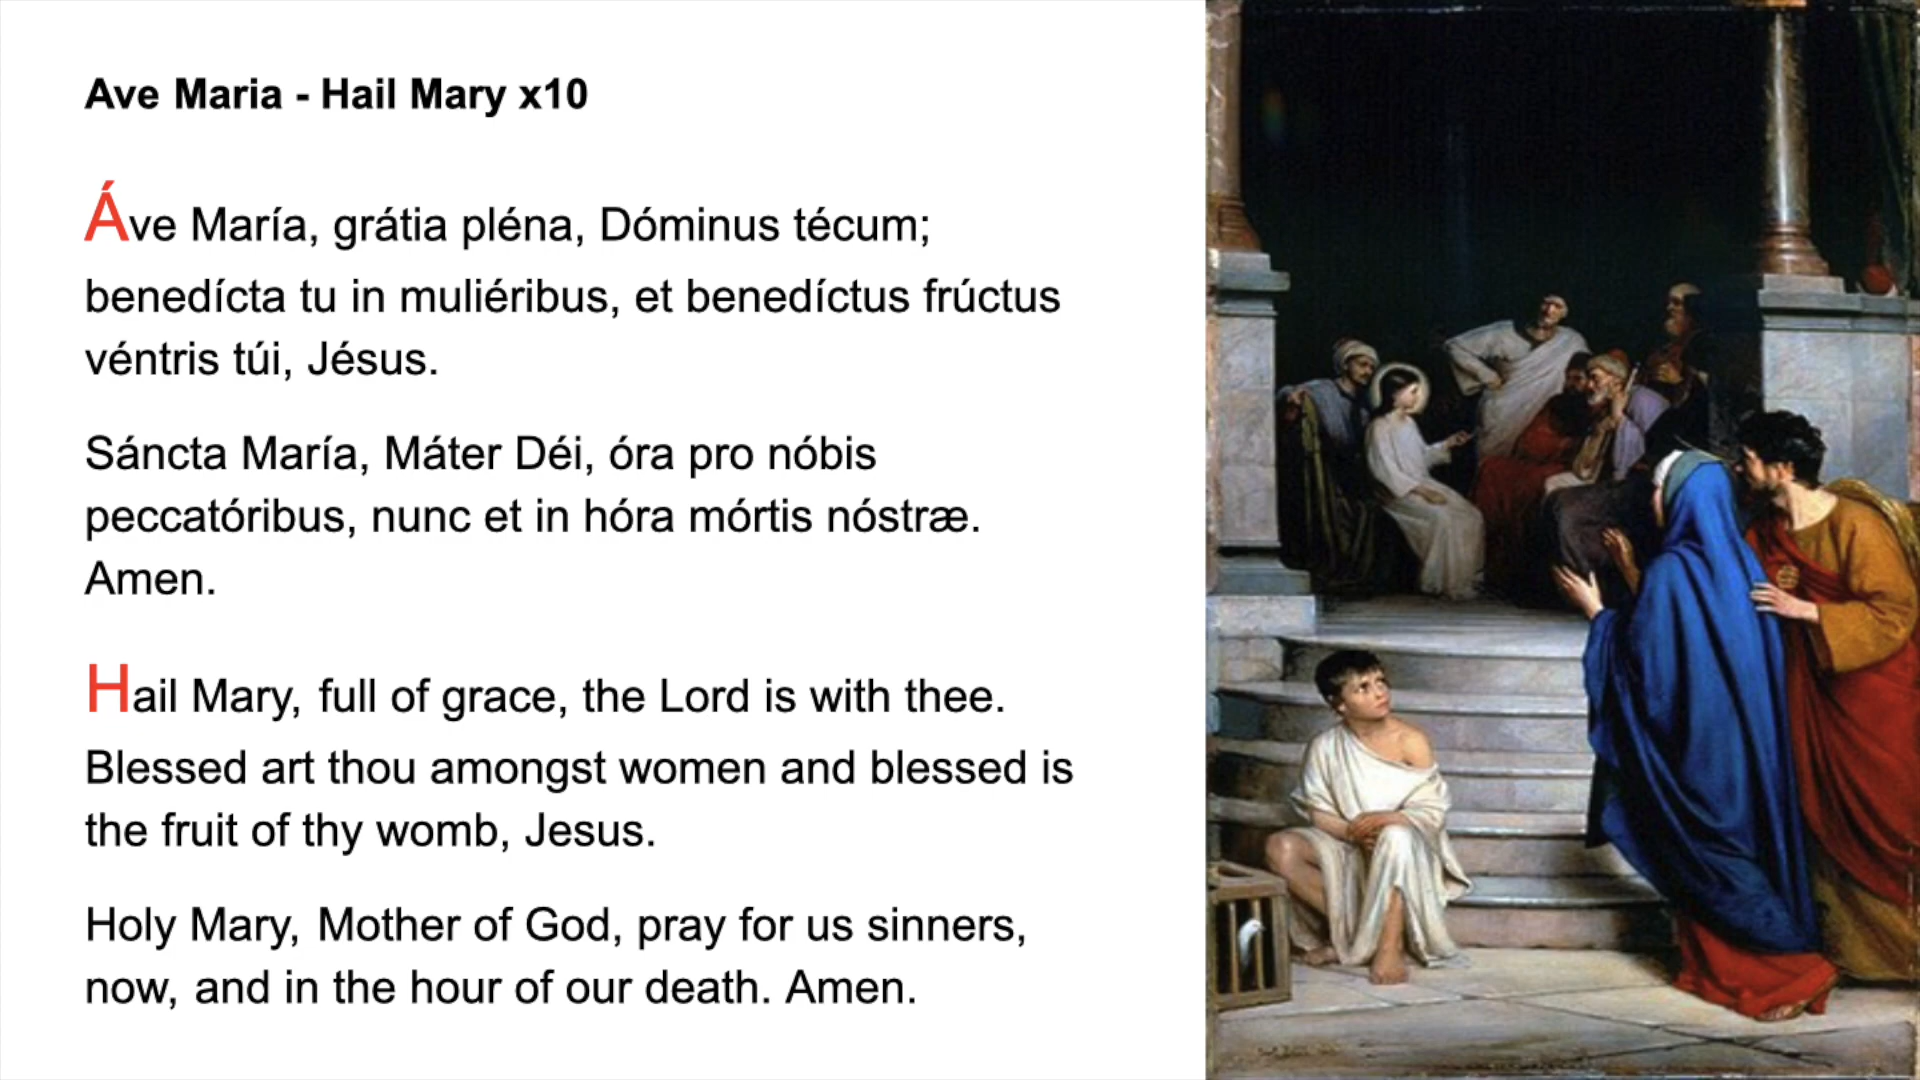 Ave Maria - Hail Mary x10
Áve María, grátia pléna, Dóminus técum;
benedícta tu in muliéribus, et benedíctus frúctus
véntris túi, Jésus.
Sáncta María, Máter Déi, óra pro nóbis
peccatóribus, nunc et in hóra mórtis nóstræ.
Amen.
Hail Mary, full of grace, the Lord is with thee.
Blessed art thou amongst women and blessed is
the fruit of thy womb, Jesus.
Holy Mary, Mother of God, pray for us sinners,
now, and in the hour of our death. Amen.